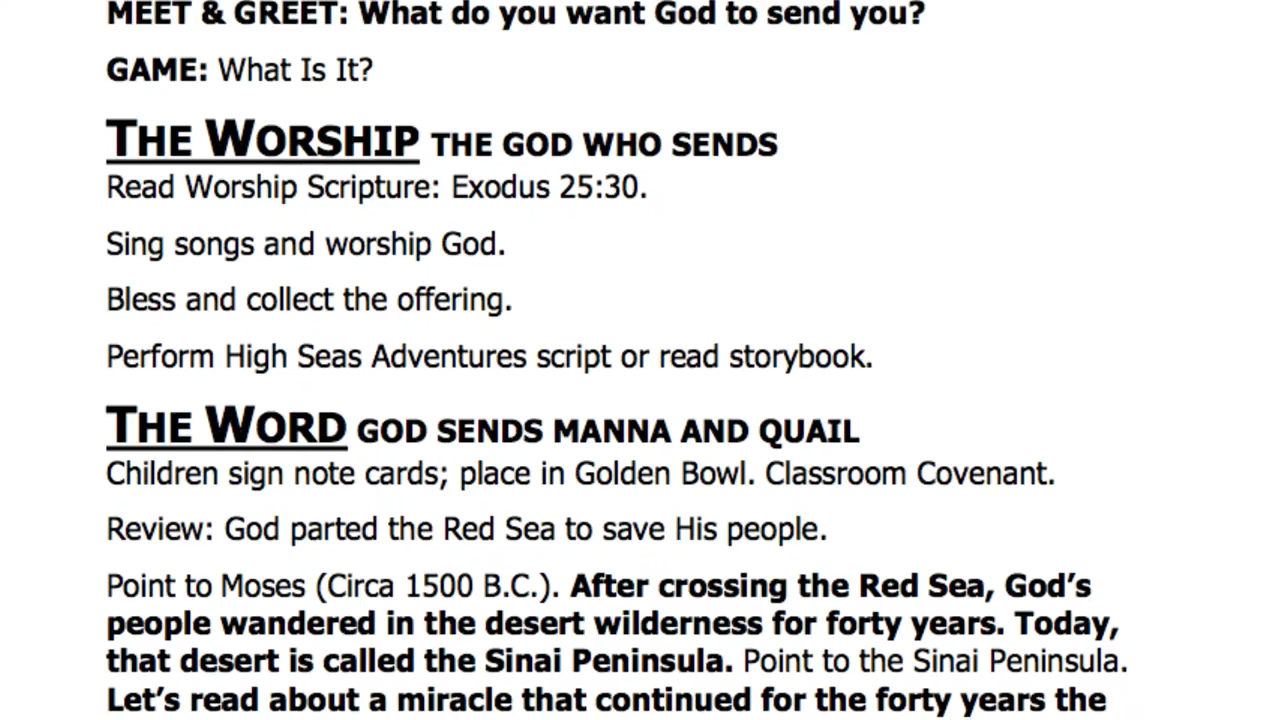 MEET & GREET: What do you want God to send you?
GAME: What Is It?
THE WORSHIP THE GOD WHO SENDS
Read Worship Scripture: Exodus 25:30.
Sing songs and worship God.
Bless and collect the offering.
Perform High Seas Adventures script or read storybook.
THE WORD GOD SENDS MANNA AND QUAIL
Children sign note cards; place in Golden Bowl. Classroom Covenant.
Review: God parted the Red Sea to save His people.
Point to Moses (Circa 1500 B.C.). After crossing the Red Sea, God’s
people wandered in the desert wilderness for forty years. Today,
that desert is called the Sinai Peninsula. Point to the Sinai Peninsula.
Let’s read about a miracle that continued for the forty years the